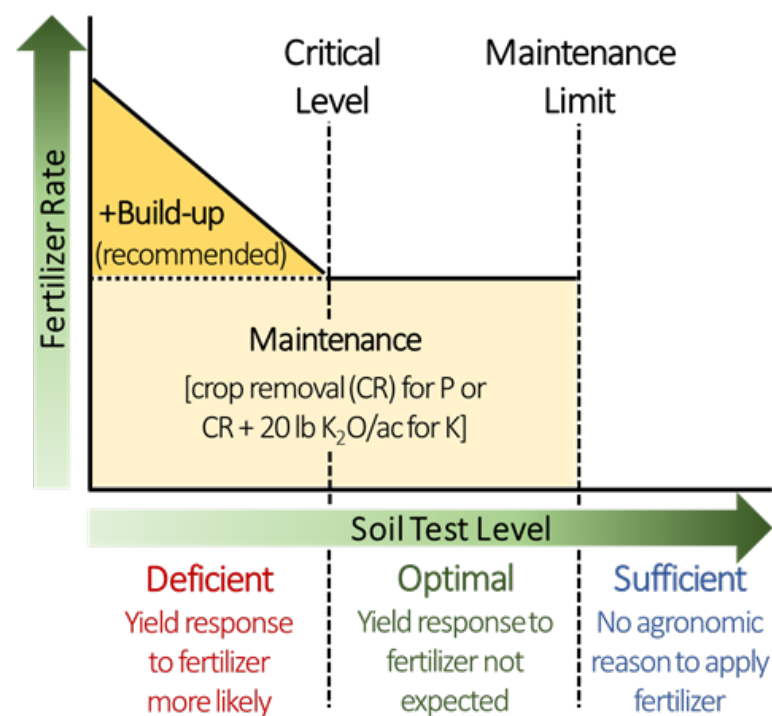 Critical
Level
Maintenance
Limit
Fertilizer Rate
+Build-up
(recommended)
Maintenance
[crop removal (CR) for P or
CR + 20 lb K₂O/ac for K]
Soil Test Level
Deficient
Yield response
to fertilizer
more likely
Optimal
Yield response to
fertilizer not
expected
Sufficient
No agronomic
reason to apply
fertilizer